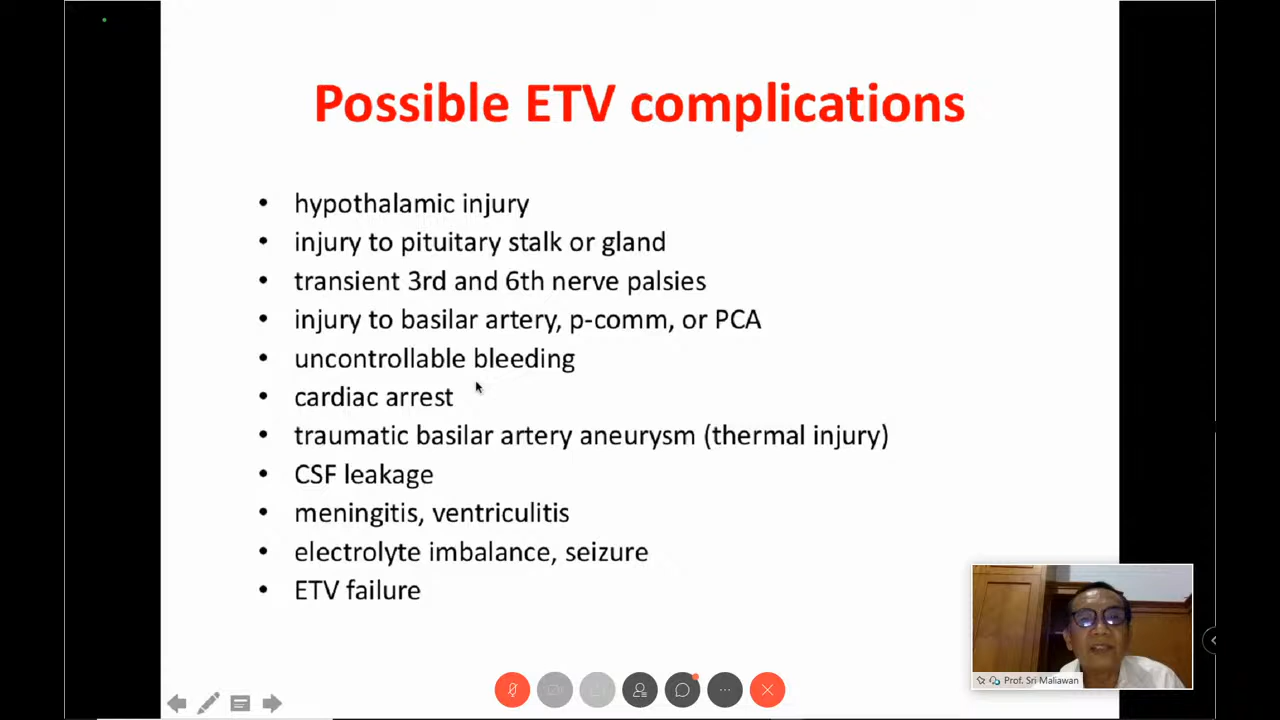 Possible ETV complications
• hypothalamic injury
• injury to pituitary stalk or gland
• transient 3rd and 6th nerve palsies
• injury to basilar artery, p-comm, or PCA
• uncontrollable bleeding
• cardiac arrest
• traumatic basilar artery aneurysm (thermal injury)
• CSF leakage
• meningitis, ventriculitis
• electrolyte imbalance, seizure
• ETV failure
Prof. Sri Maliawan